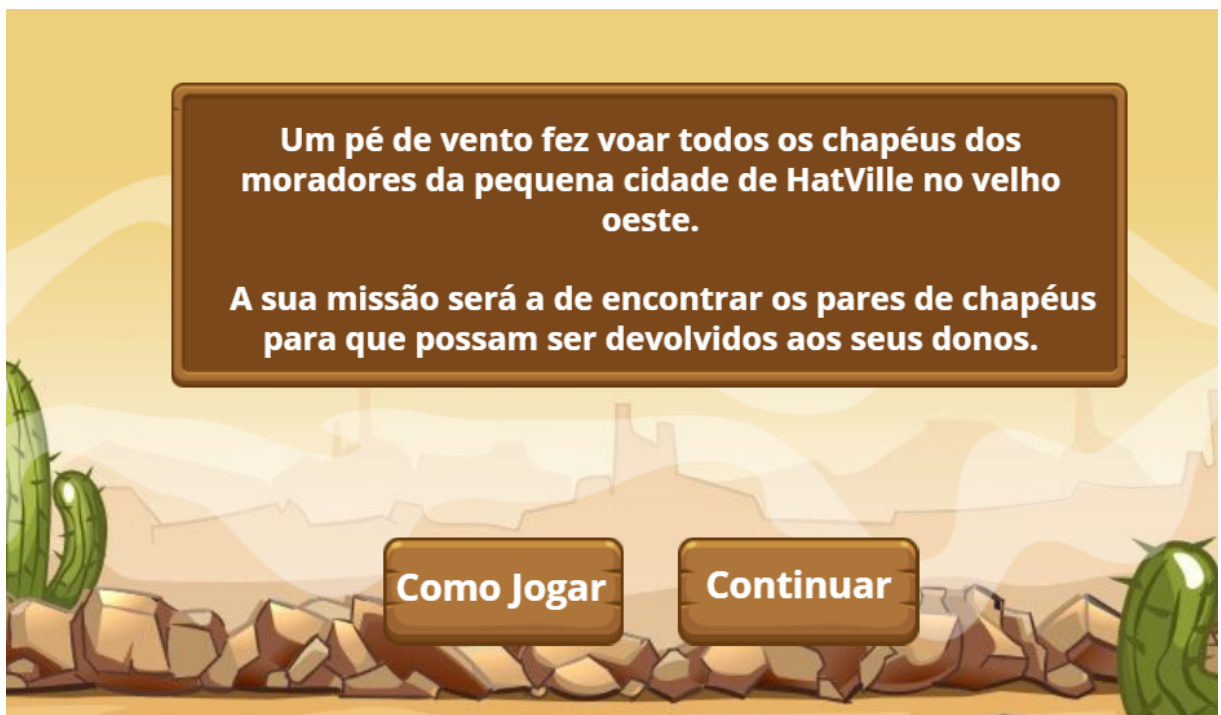 Um pé de vento fez voar todos os chapéus dos
moradores da pequena cidade de HatVille no velho
oeste.
A sua missão será a de encontrar os pares de chapéus
para que possam ser devolvidos aos seus donos.
Como Jogar
Continuar